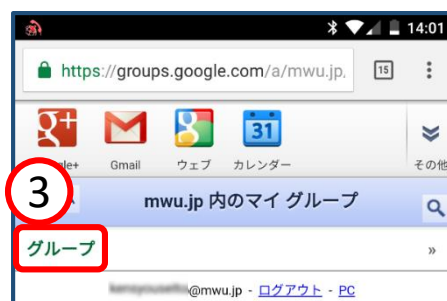 14:01
https://groups.google.com/a/mwu.jp,
15
31
Gmail ウェブ カレンダー その他
3
mwu.jp 内のマイ グループ
グループ »
@mwu.jp - ログアウト - PC